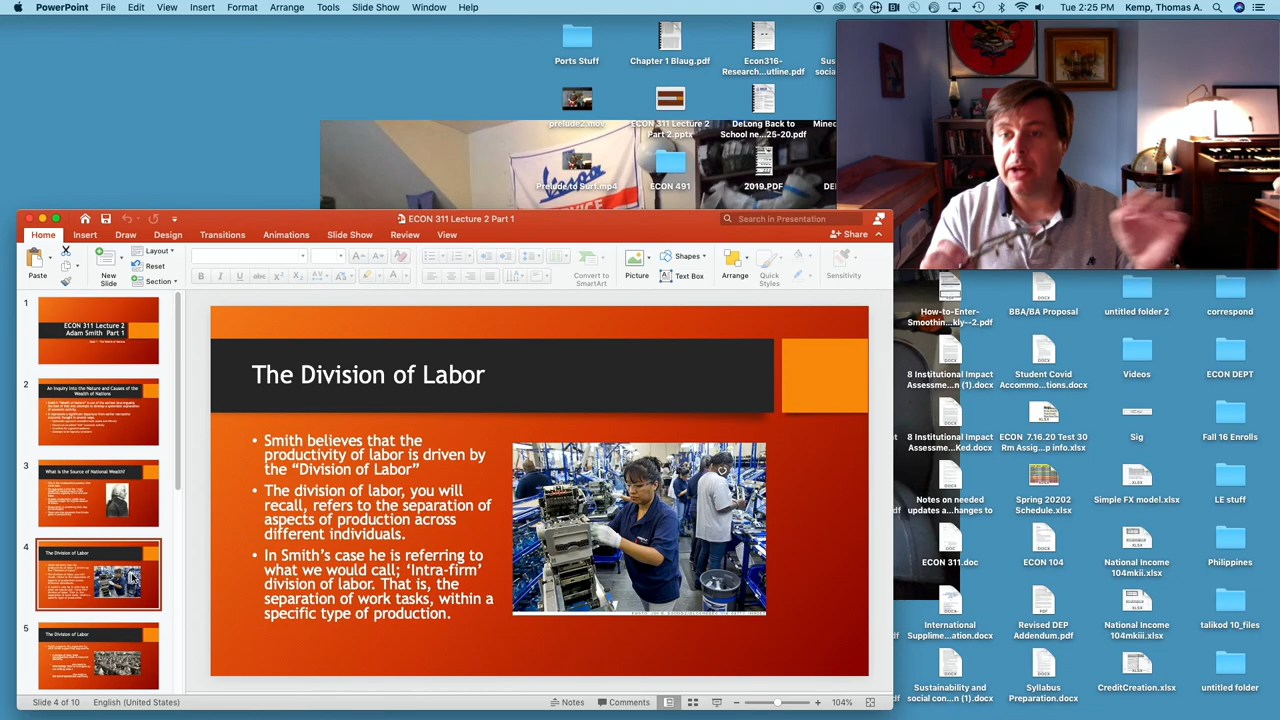 PowerPoint File Edit View Insert Format Arrange Tools Slide Show Window Help
Tue 2:25 PM Kemp, Thomas A.
Ports Stuff
Chapter 1 Blaug.pdf
Econ316-
Research...utline.pdf
Sus
social
prelude2.mov
ECON 311 Lecture 2
Part 2.pptx
DeLong Back to
School ne...25-20.pdf
Minec
Prelude to Surf.mp4
ECON 491
2019.PDF
DEI
Vespa
SERVICE
ECON 311 Lecture 2 Part 1
Search in Presentation
Home Insert Draw Design Transitions Animations Slide Show Review View
Share
Paste
New
Slide
Layout
Reset
Section
Convert to
SmartArt
Picture
Shapes
Text Box
Arrange
Quick
Styles
Sensitivity
1
ECON 311 Lecture 2
Adam Smith Part 1
2
An Inquiry into the Nature and Causes of the
Wealth of Nations
3
What is the Source of National Wealth?
4
The Division of Labor
5
The Division of Labor
The Division of Labor
• Smith believes that the
productivity of labor is driven by
the “Division of Labor”
• The division of labor, you will
recall, refers to the separation of
aspects of production across
different individuals.
• In Smith’s case he is referring to
what we would call; ‘Intra-firm’
division of labor. That is, the
separation of work tasks, within a
specific type of production.
Slide 4 of 10 English (United States)
Notes Comments 104%
How-to-Enter-
Smoothin...kly--2.pdf
BBA/BA Proposal
untitled folder 2
correspond
8 Institutional Impact
Assessme...n (1).docx
Student Covid
Accommo...tions.docx
Videos
ECON DEPT
8 Institutional Impact
Assessment...Ked.docx
ECON 7.16.20 Test 30
Rm Assig...p info.xlsx
Sig
Fall 16 Enrolls
Notes on needed
updates a...hanges to
Spring 20202
Schedule.xlsx
Simple FX model.xlsx
LE stuff
ECON 311.doc
ECON 104
National Income
104mkii.xlsx
Philippines
International
Supplime...ation.docx
Revised DEP
Addendum.pdf
National Income
104mkiii.xlsx
talikod 10_files
Sustainability and
social con...n (1).docx
Syllabus
Preparation.docx
CreditCreation.xlsx
untitled folder